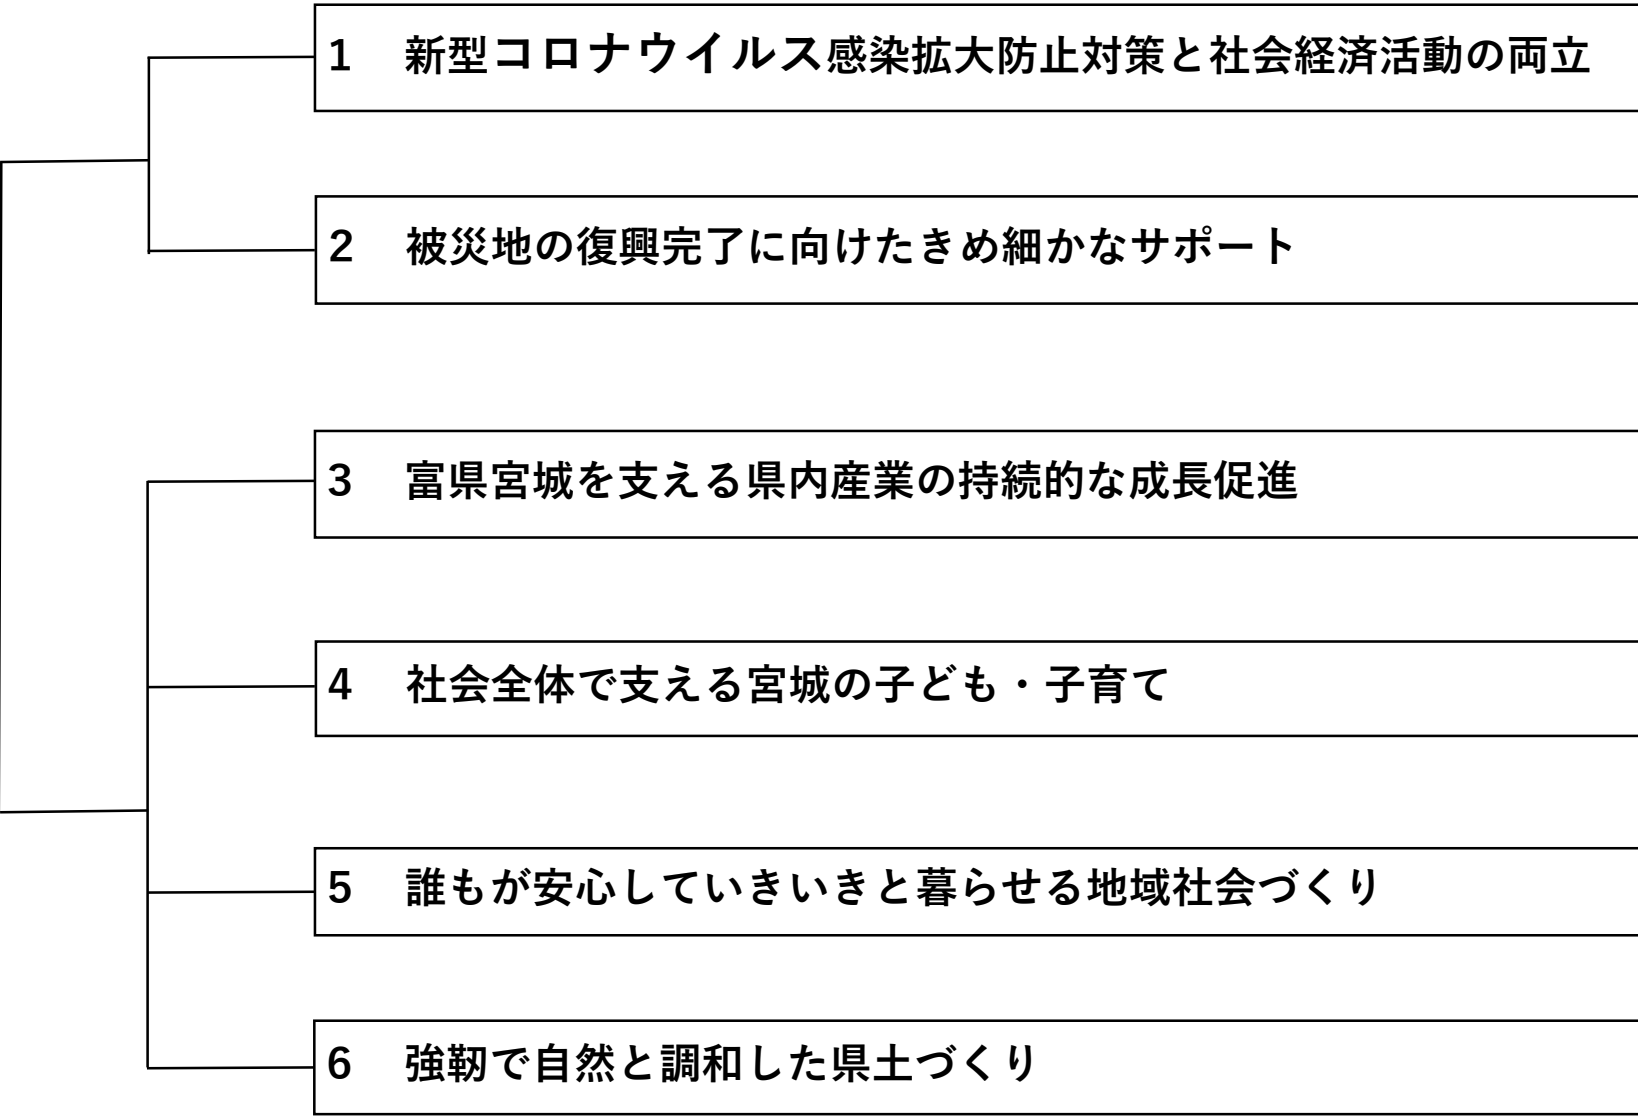 1 新型コロナウイルス感染拡大防止対策と社会経済活動の両立
2 被災地の復興完了に向けたきめ細かなサポート
3 富県宮城を支える県内産業の持続的な成長促進
4 社会全体で支える宮城の子ども・子育て
5 誰もが安心していきいきと暮らせる地域社会づくり
6 強靭で自然と調和した県土づくり